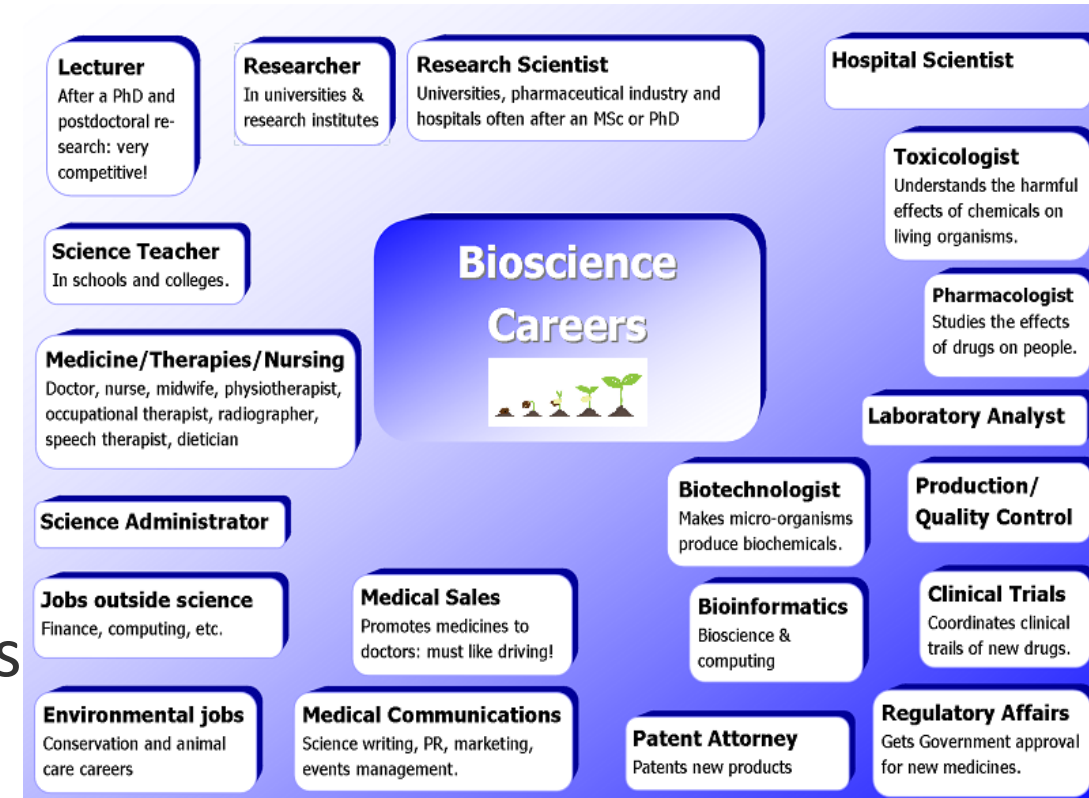 Lecturer
After a PhD and
postdoctoral re-
search: very
competitive!
Researcher
In universities &
research institutes
Research Scientist
Universities, pharmaceutical industry and
hospitals often after an MSc or PhD
Hospital Scientist
Toxicologist
Understands the harmful
effects of chemicals on
living organisms.
Science Teacher
In schools and colleges.
Bioscience
Careers
Pharmacologist
Studies the effects
of drugs on people.
Medicine/Therapies/Nursing
Doctor, nurse, midwife, physiotherapist,
occupational therapist, radiographer,
speech therapist, dietician
Laboratory Analyst
Biotechnologist
Makes micro-organisms
produce biochemicals.
Production/
Quality Control
Science Administrator
Jobs outside science
Finance, computing, etc.
Medical Sales
Promotes medicines to
doctors: must like driving!
Bioinformatics
Bioscience &
computing
Clinical Trials
Coordinates clinical
trails of new drugs.
s
Environmental jobs
Conservation and animal
care careers
Medical Communications
Science writing, PR, marketing,
events management.
Patent Attorney
Patents new products
Regulatory Affairs
Gets Government approval
for new medicines.